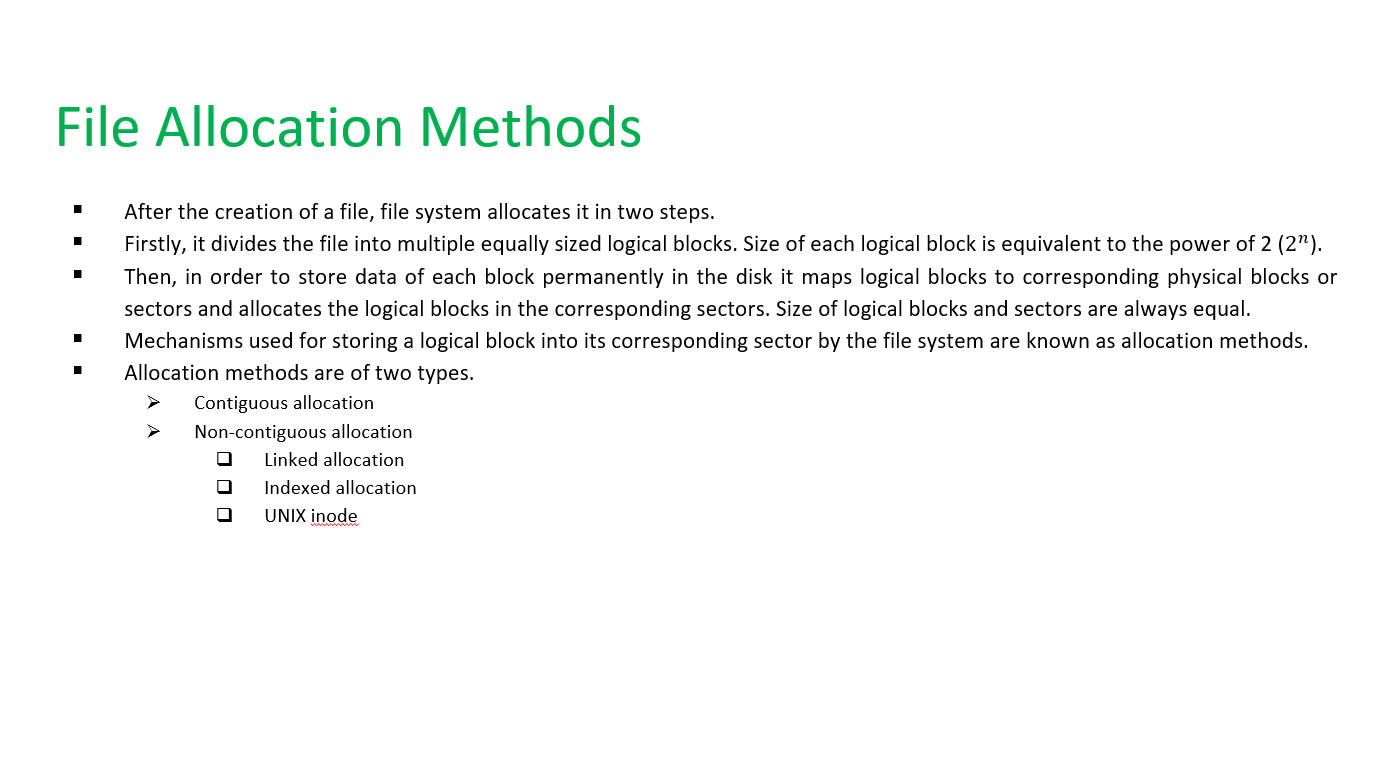 File Allocation Methods
▪ After the creation of a file, file system allocates it in two steps.
▪ Firstly, it divides the file into multiple equally sized logical blocks. Size of each logical block is equivalent to the power of 2 (2ⁿ).
▪ Then, in order to store data of each block permanently in the disk it maps logical blocks to corresponding physical blocks or
sectors and allocates the logical blocks in the corresponding sectors. Size of logical blocks and sectors are always equal.
▪ Mechanisms used for storing a logical block into its corresponding sector by the file system are known as allocation methods.
▪ Allocation methods are of two types.
➢ Contiguous allocation
➢ Non-contiguous allocation
❑ Linked allocation
❑ Indexed allocation
❑ UNIX inode